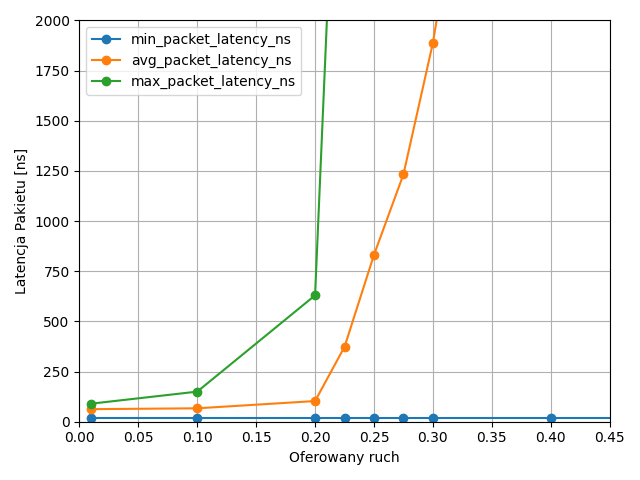 2000
1750
1500
1250
1000
750
500
250
0
Latencja Pakietu [ns]
min_packet_latency_ns
avg_packet_latency_ns
max_packet_latency_ns
0.00 0.05 0.10 0.15 0.20 0.25 0.30 0.35 0.40 0.45
Oferowany ruch